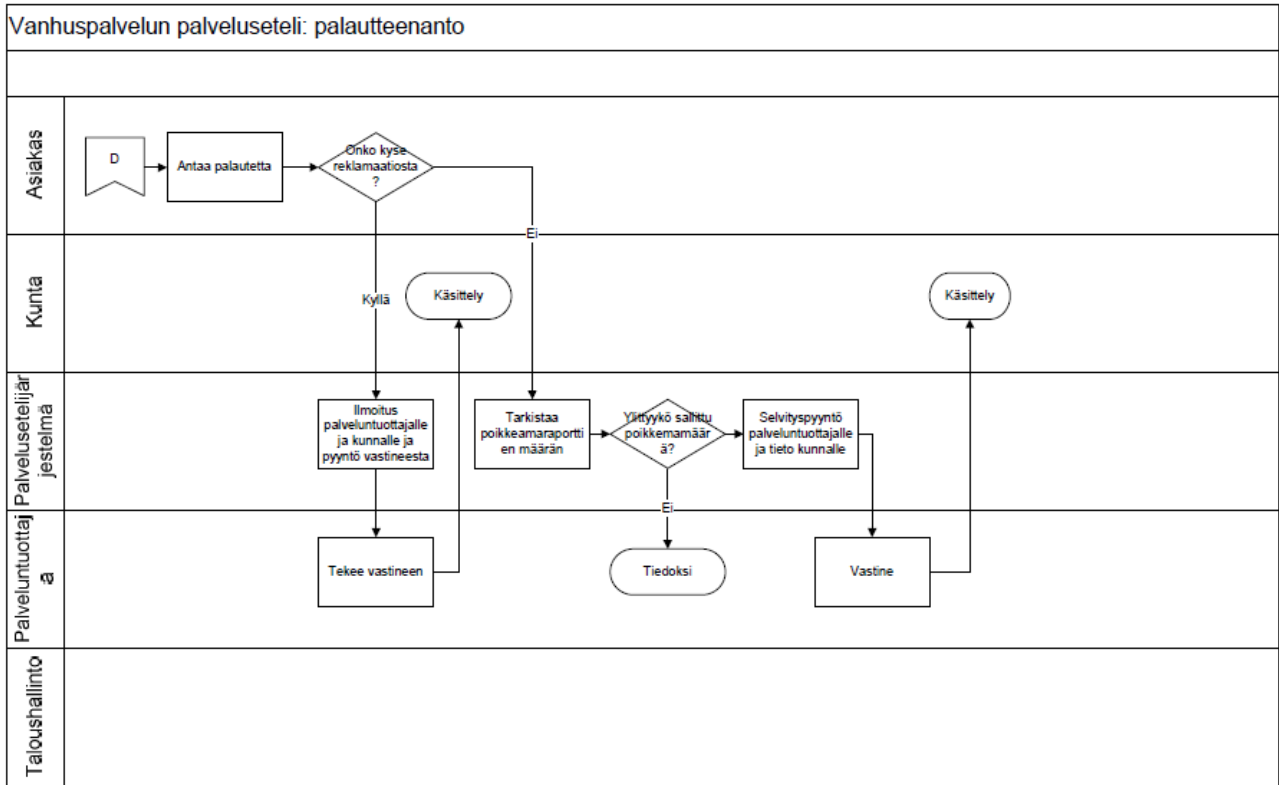 Vanhuspalvelun palveluseteli: palautteenanto
Asiakas
D
Antaa palautetta
Onko kyse
reklamaatiosta
?
Ei
Kunta
Kyllä
Käsittely
Käsittely
Palvelusetelijär
jestelmä
Ilmoitus
palveluntuottajalle
ja kunnalle ja
pyyntö vastineesta
Tarkistaa
poikkeamaraportti
en määrän
Ylittyykö sallittu
poikkemamäär
ä?
Selvityspyyntö
palveluntuottajalle
ja tieto kunnalle
Ei
Palveluntuottaj
a
Tekee vastineen
Tiedoksi
Vastine
Taloushallinto